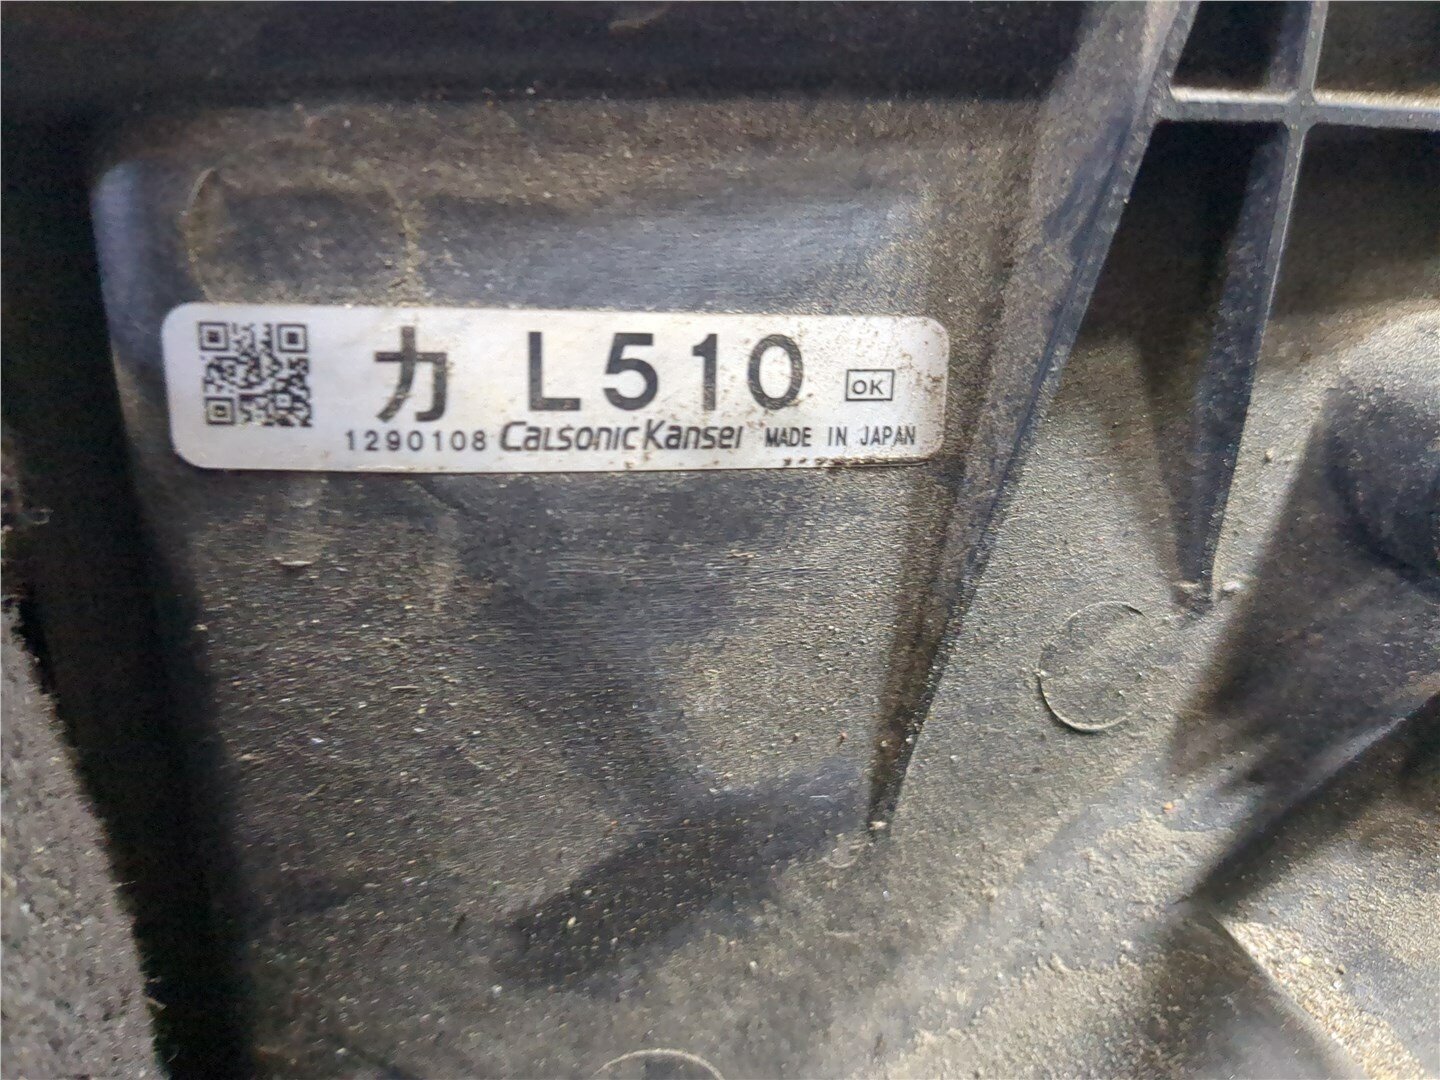 カ L510 OK
1290108 CalsonicKansei MADE IN JAPAN